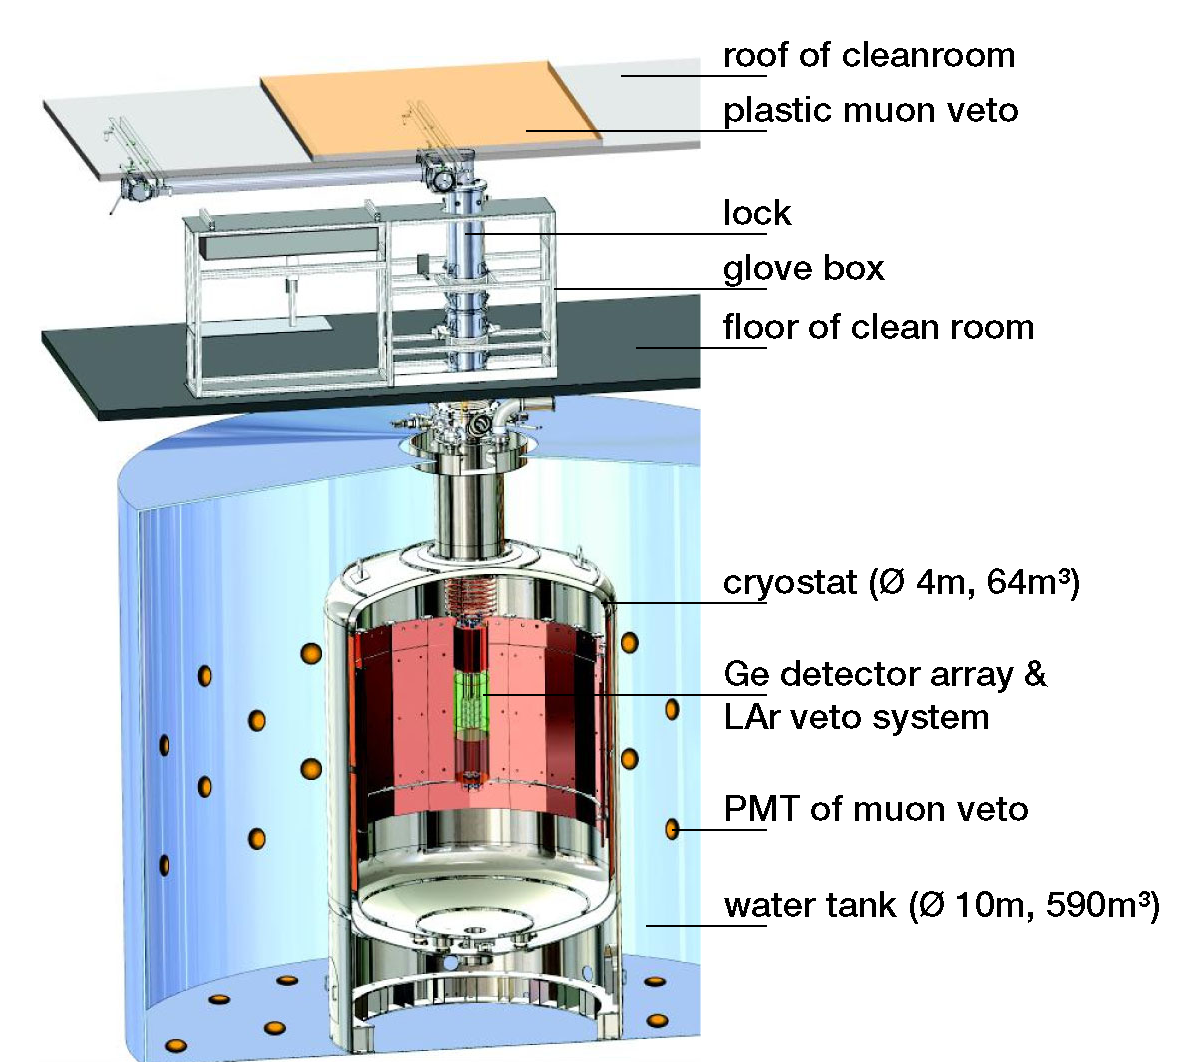 roof of cleanroom
plastic muon veto
lock
glove box
floor of clean room
cryostat (Ø 4m, 64m³)
Ge detector array &
LAr veto system
PMT of muon veto
water tank (Ø 10m, 590m³)